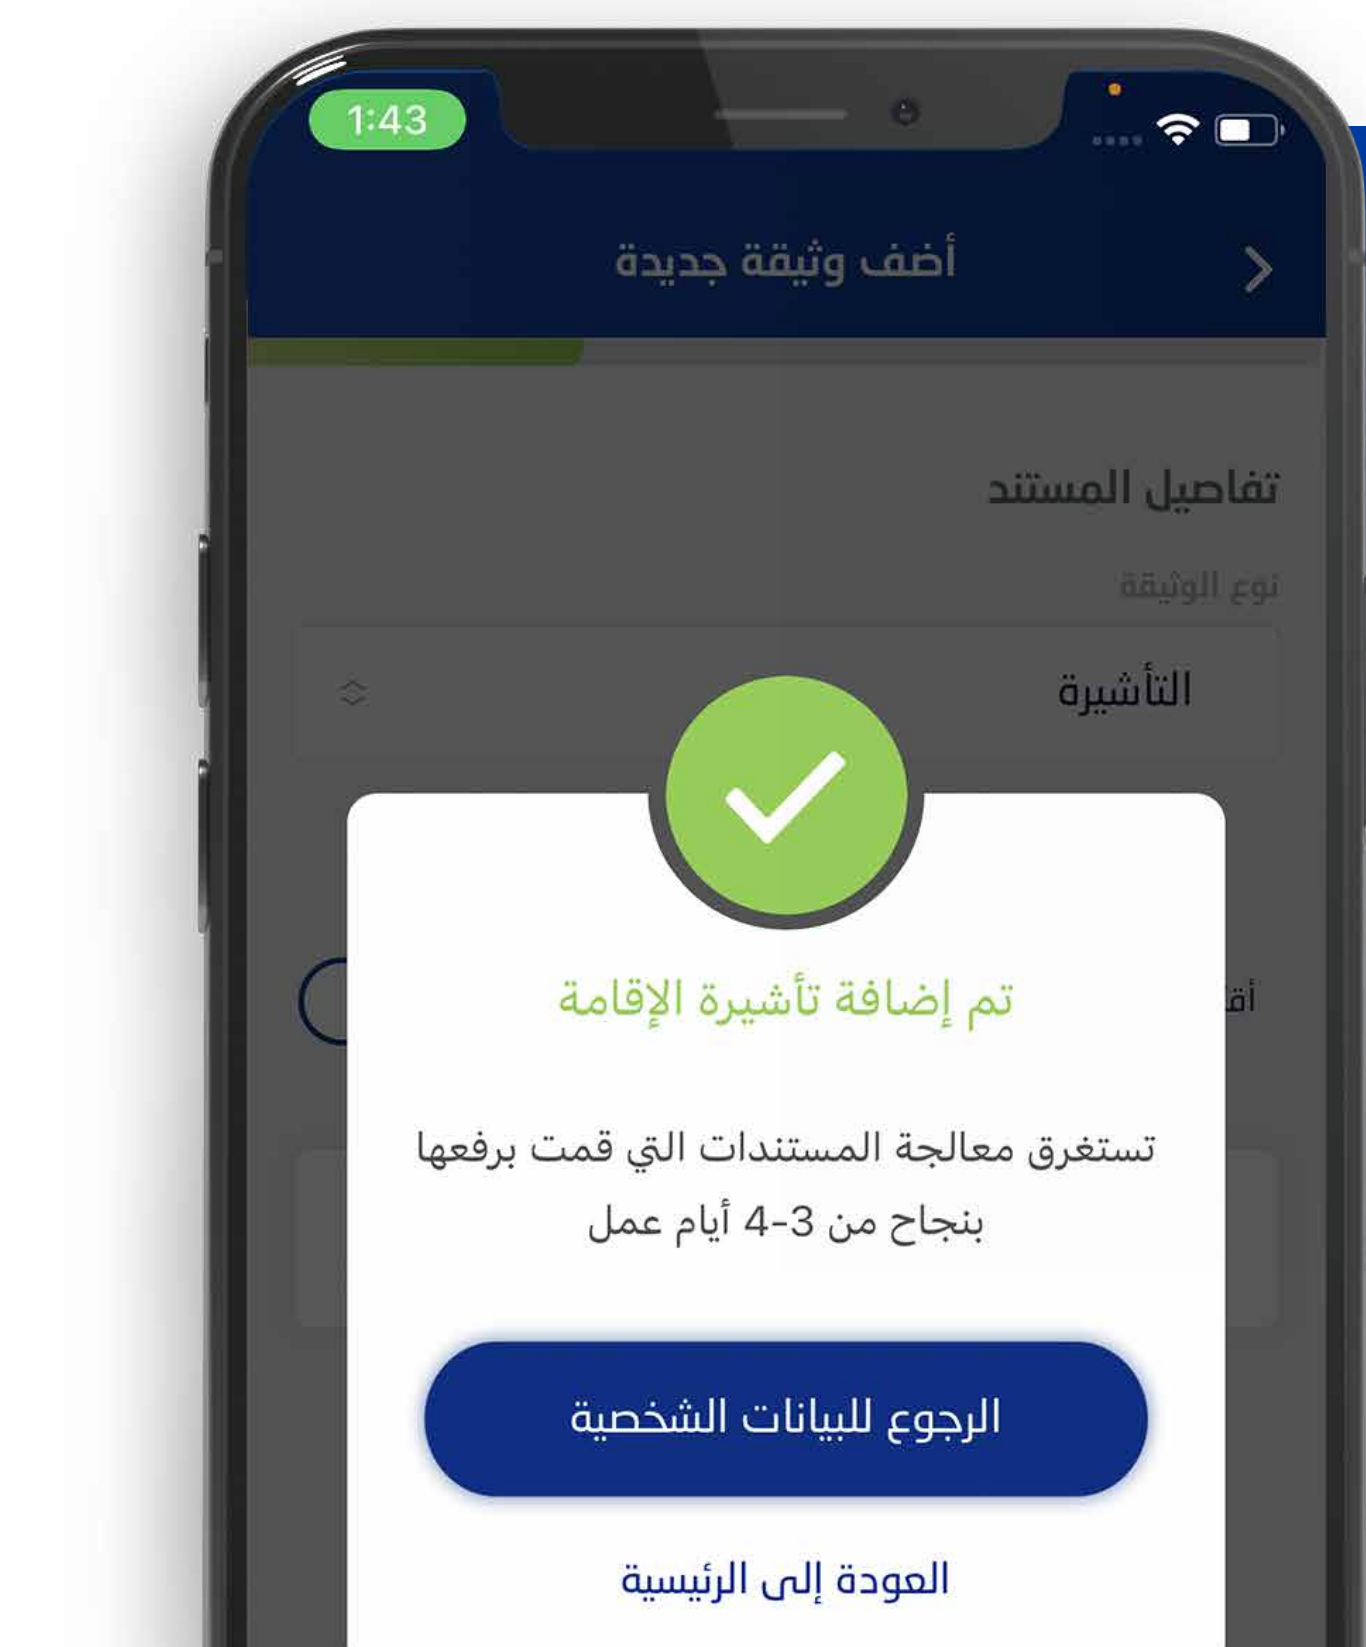 1:43
أضف وثيقة جديدة
تفاصيل المستند
نوع الوثيقة
التأشيرة
تم إضافة تأشيرة الإقامة
تستغرق معالجة المستندات التي قمت برفعها
بنجاح من 3-4 أيام عمل
الرجوع للبيانات الشخصية
العودة إلى الرئيسية